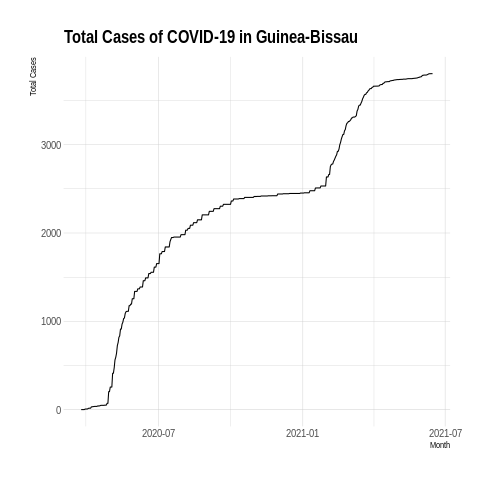 Total Cases of COVID-19 in Guinea-Bissau
Total Cases
3000
2000
1000
0
2020-07
2021-01
2021-07
Month